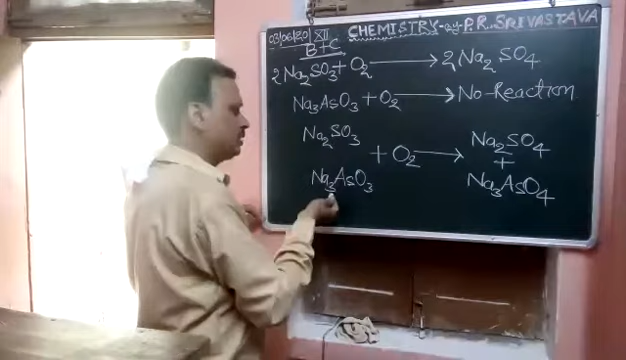 03/06/20 XII CHEMISTRY-by-P.R.SRIVASTAVA
B+C
2Na₂SO₃ + O₂ → 2Na₂SO₄
Na₃AsO₃ + O₂ → No-Reaction
Na₂SO₃ Na₂SO₄
+ O₂ → +
Na₃AsO₃ Na₃AsO₄